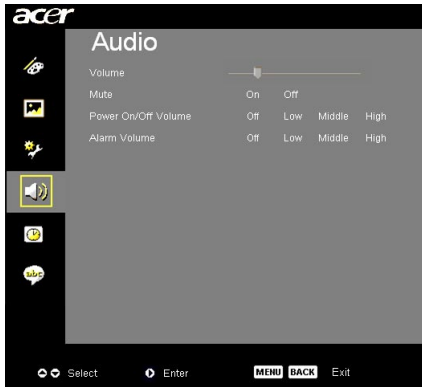 acer
Audio
Volume
Mute On Off
Power On/Off Volume Off Low Middle High
Alarm Volume Off Low Middle High
abc
Select Enter MENU BACK Exit